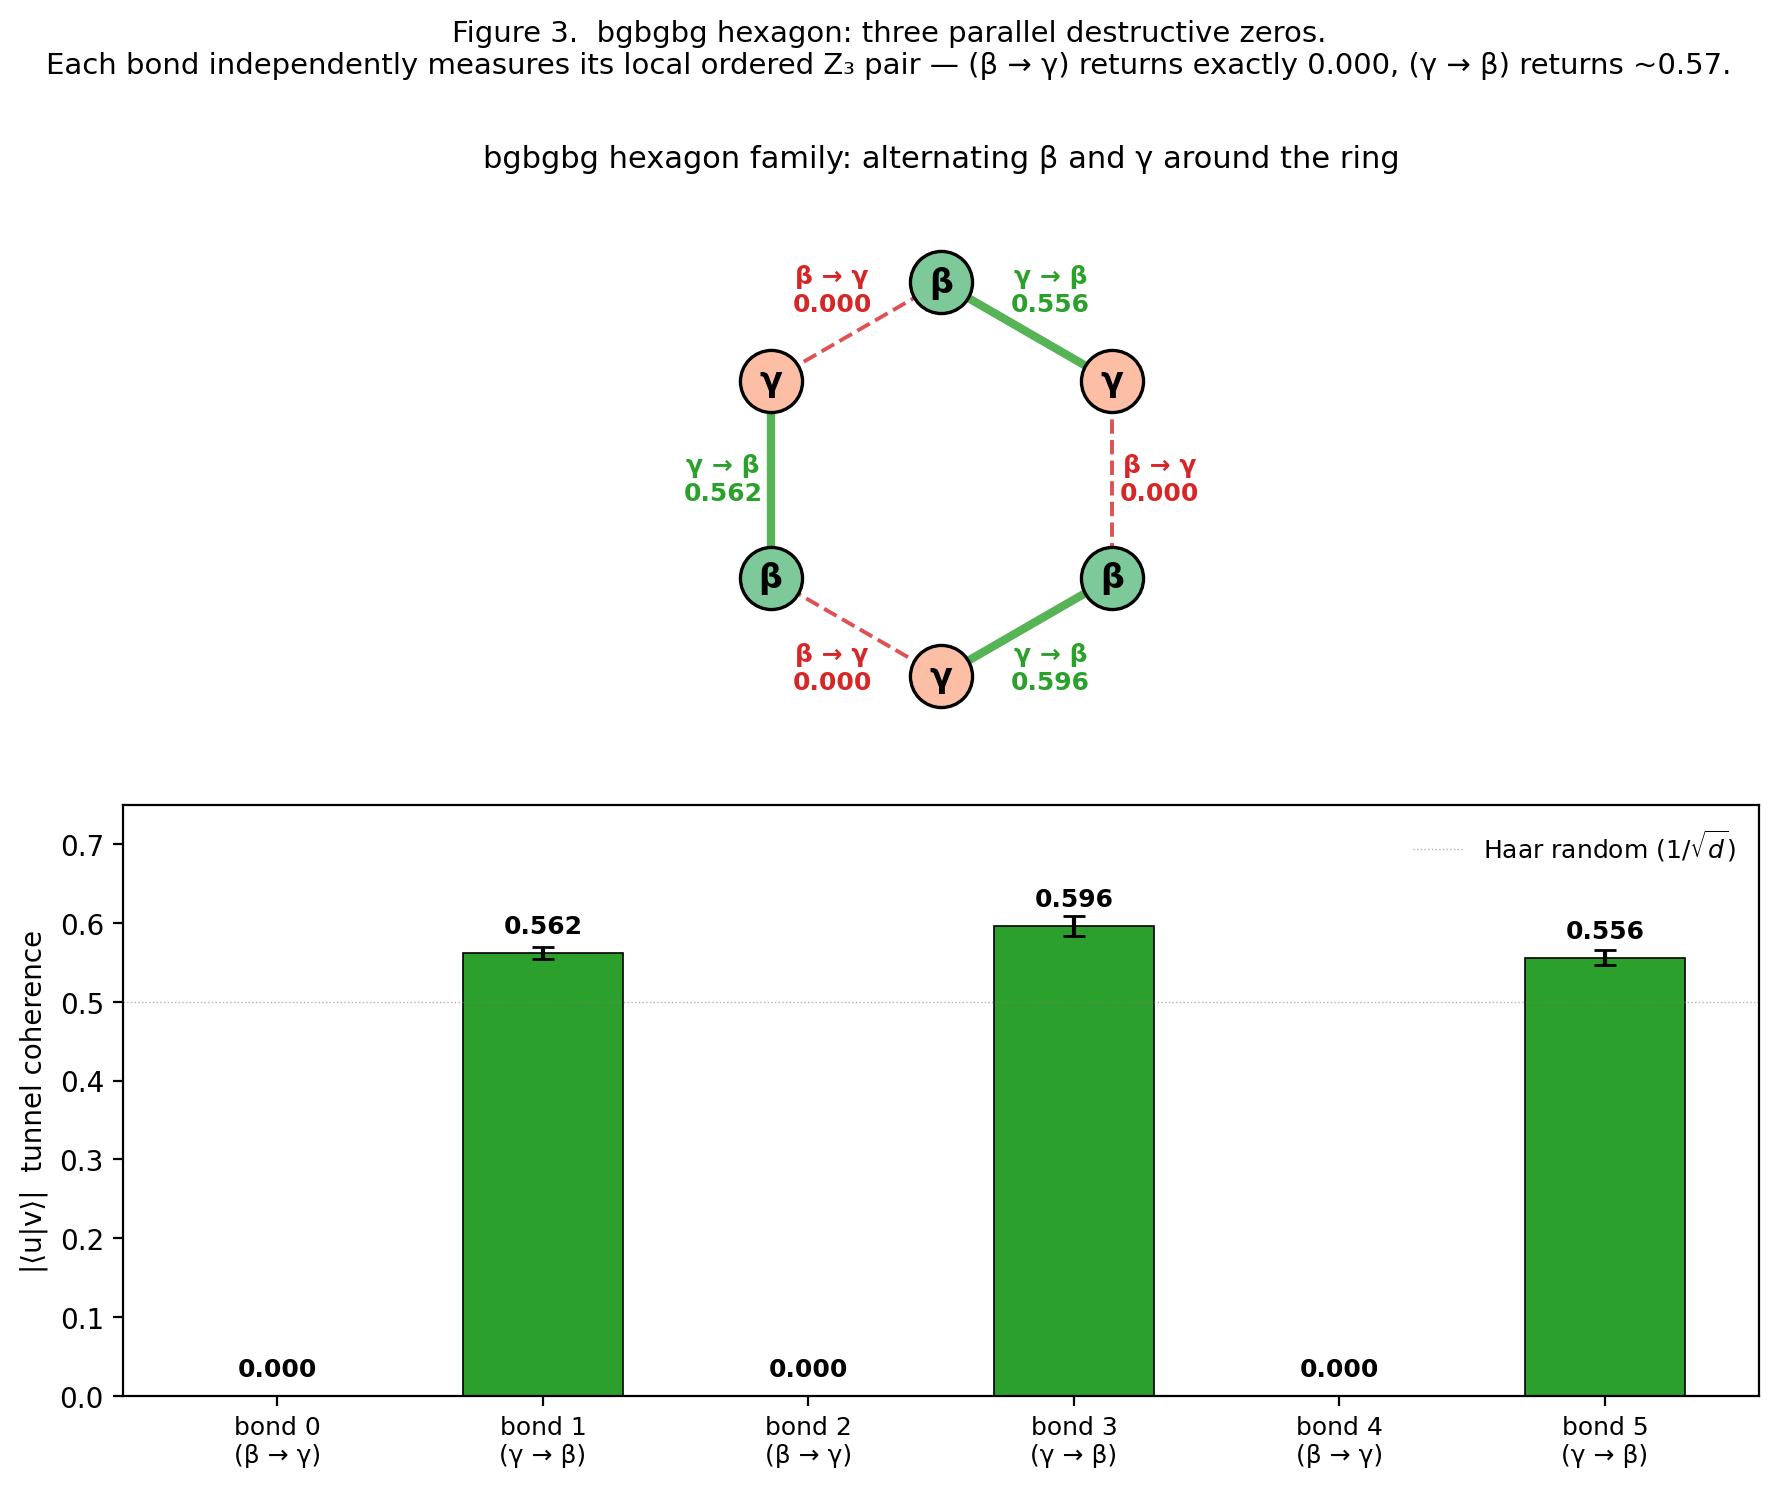 Figure 3.  bgbgbg hexagon: three parallel destructive zeros.
Each bond independently measures its local ordered Z₃ pair — (β → γ) returns exactly 0.000, (γ → β) returns ~0.57.
bgbgbg hexagon family: alternating β and γ around the ring
β → γ
0.000
β
γ → β
0.556
γ
γ
γ → β
0.562
β → γ
0.000
β
β
β → γ
0.000
γ
γ → β
0.596
|⟨u|v⟩|  tunnel coherence
0.7
0.6
0.5
0.4
0.3
0.2
0.1
0.0
Haar random (1/√d)
0.000
0.562
0.000
0.596
0.000
0.556
bond 0
(β → γ)
bond 1
(γ → β)
bond 2
(β → γ)
bond 3
(γ → β)
bond 4
(β → γ)
bond 5
(γ → β)